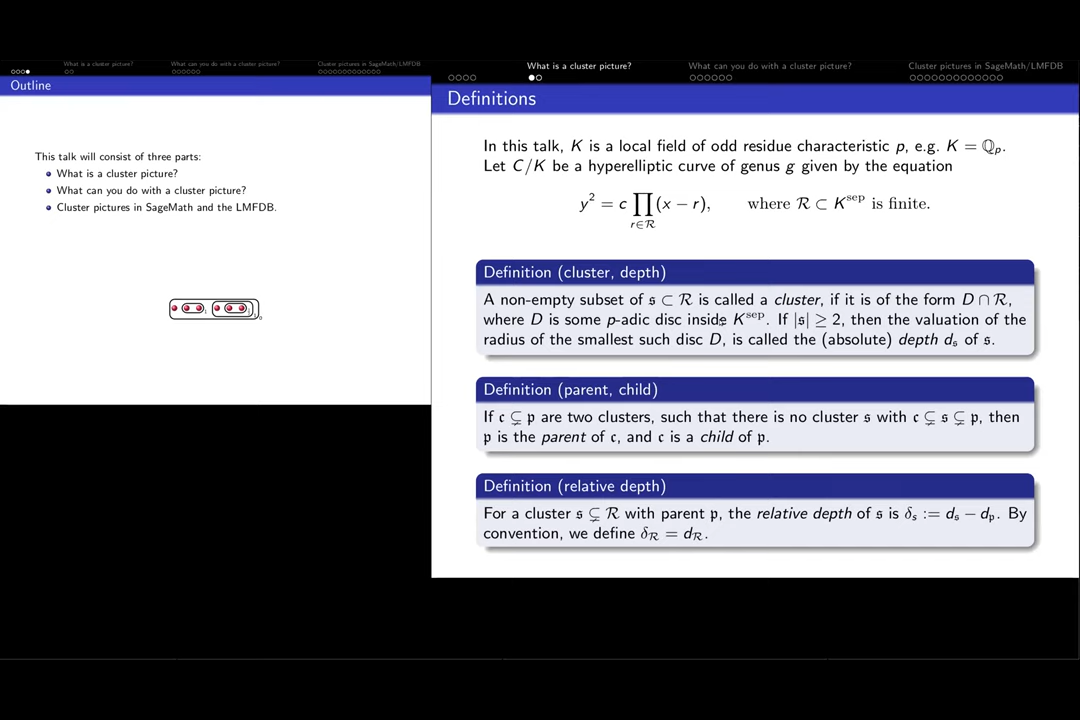 What is a cluster picture?
What can you do with a cluster picture?
Cluster pictures in SageMath/LMFDB
Outline
This talk will consist of three parts:
What is a cluster picture?
What can you do with a cluster picture?
Cluster pictures in SageMath and the LMFDB.
What is a cluster picture?
What can you do with a cluster picture?
Cluster pictures in SageMath/LMFDB
Definitions
In this talk, K is a local field of odd residue characteristic p, e.g. K = ℚₚ.
Let C/K be a hyperelliptic curve of genus g given by the equation
y² = c ∏_{r∈ℛ} (x − r), where ℛ ⊂ K^sep is finite.
Definition (cluster, depth)
A non-empty subset of 𝔰 ⊂ ℛ is called a cluster, if it is of the form D ∩ ℛ,
where D is some p-adic disc inside K^sep. If |𝔰| ≥ 2, then the valuation of the
radius of the smallest such disc D, is called the (absolute) depth d_𝔰 of 𝔰.
Definition (parent, child)
If 𝔠 ⊊ 𝔭 are two clusters, such that there is no cluster 𝔰 with 𝔠 ⊊ 𝔰 ⊊ 𝔭, then
𝔭 is the parent of 𝔠, and 𝔠 is a child of 𝔭.
Definition (relative depth)
For a cluster 𝔰 ⊊ ℛ with parent 𝔭, the relative depth of 𝔰 is δ_s := d_𝔰 − d_𝔭. By
convention, we define δ_ℛ = d_ℛ.